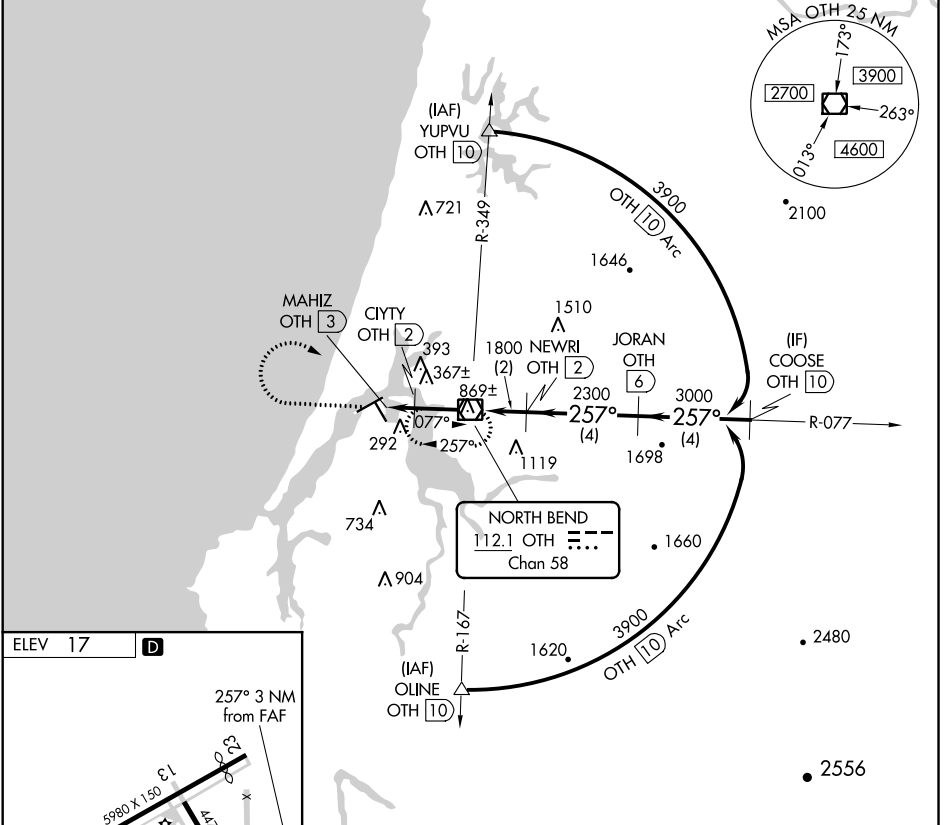 MSA OTH 25 NM
173°
3900
2700
263°
013°
4600
(IAF)
YUPVU
OTH 10
3900
OTH 10 Arc
2100
721
R-349
1646
1510
MAHIZ
OTH 3
CIYTY
OTH 2
393
367±
1800
(2)
NEWRI
OTH 2
JORAN
OTH
6
(IF)
COOSE
OTH 10
869±
2300
257°
(4)
3000
257°
(4)
R-077
077°
257°
292
1119
1698
NORTH BEND
112.1 OTH
Chan 58
734
1660
904
R-167
3900
OTH 10 Arc
1620
2480
(IAF)
OLINE
OTH 10
2556
ELEV 17
D
257° 3 NM
from FAF
23
13
5980 X 150
X